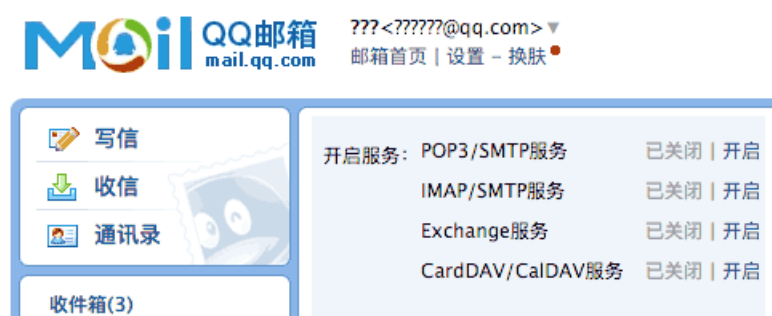 Mail QQ邮箱
mail.qq.com
???<??????@qq.com>
邮箱首页 | 设置 - 换肤
写信
收信
通讯录
收件箱(3)
开启服务： POP3/SMTP服务 已关闭 | 开启
IMAP/SMTP服务 已关闭 | 开启
Exchange服务 已关闭 | 开启
CardDAV/CalDAV服务 已关闭 | 开启